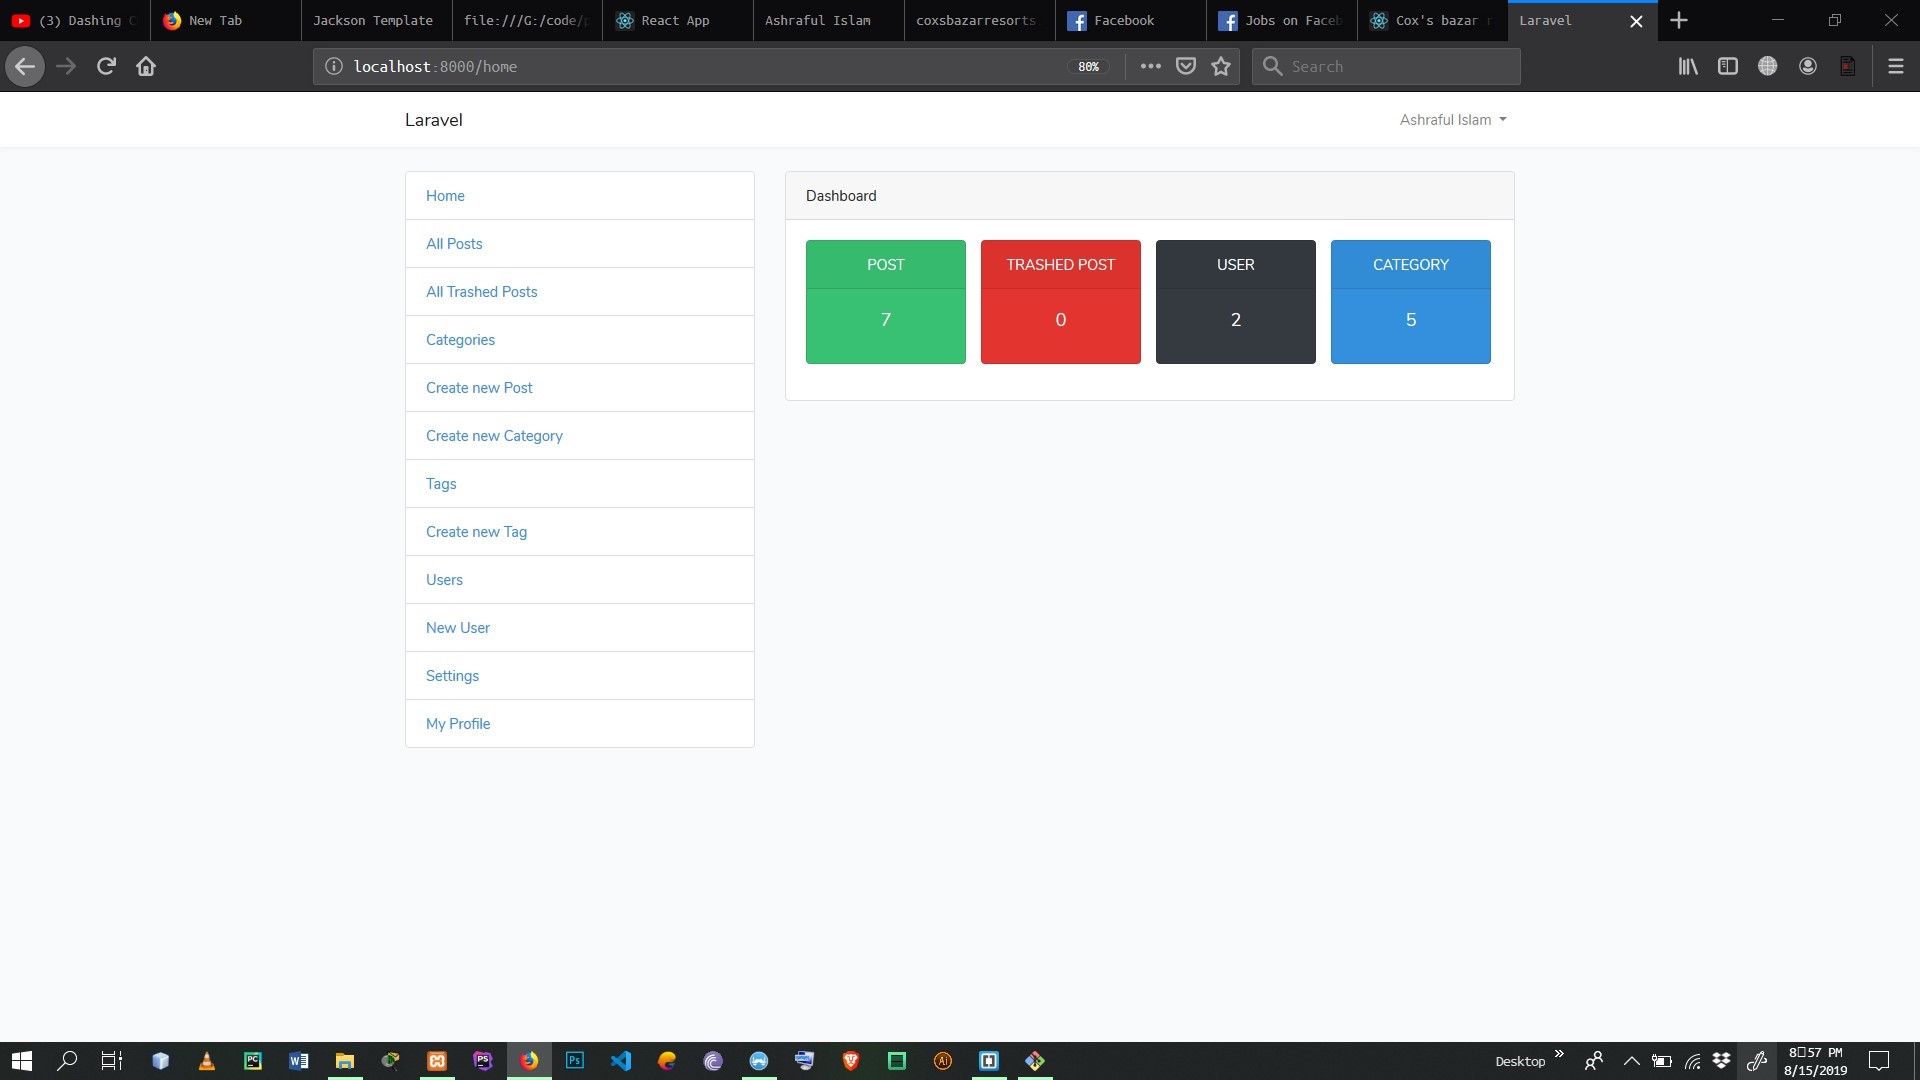 (3) Dashing
New Tab
Jackson Template
file:///G:/code/
React App
Ashraful Islam
coxsbazarresorts
Facebook
Jobs on Faceb
Cox's bazar
Laravel
localhost:8000/home
80%
Search
Laravel
Ashraful Islam
Home
All Posts
All Trashed Posts
Categories
Create new Post
Create new Category
Tags
Create new Tag
Users
New User
Settings
My Profile
Dashboard
POST
7
TRASHED POST
0
USER
2
CATEGORY
5
Desktop
8:57 PM
8/15/2019